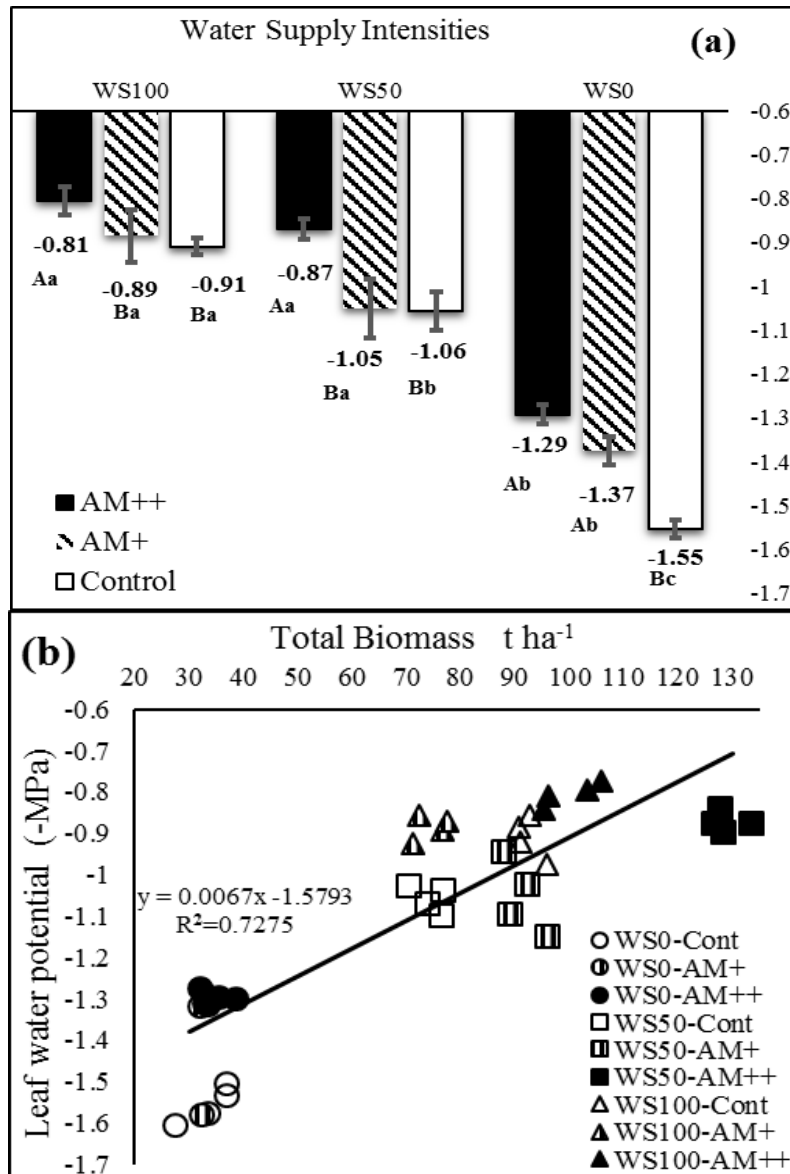 Water Supply Intensities
(a)
WS100 WS50 WS0
-0.6
-0.7
-0.8
-0.9
-1
-1.1
-1.2
-1.3
-1.4
-1.5
-1.6
-1.7
-0.81
Aa
-0.89
Ba
-0.91
Ba
-0.87
Aa
-1.05
Ba
-1.06
Bb
-1.29
Ab
-1.37
Ab
-1.55
Bc
AM++
AM+
Control
(b)
Total Biomass t ha-1
20 30 40 50 60 70 80 90 100 110 120 130
Leaf water potential (-MPa)
-0.6
-0.7
-0.8
-0.9
-1
-1.1
-1.2
-1.3
-1.4
-1.5
-1.6
-1.7
y = 0.0067x -1.5793
R²=0.7275
WS0-Cont
WS0-AM+
WS0-AM++
WS50-Cont
WS50-AM+
WS50-AM++
WS100-Cont
WS100-AM+
WS100-AM++